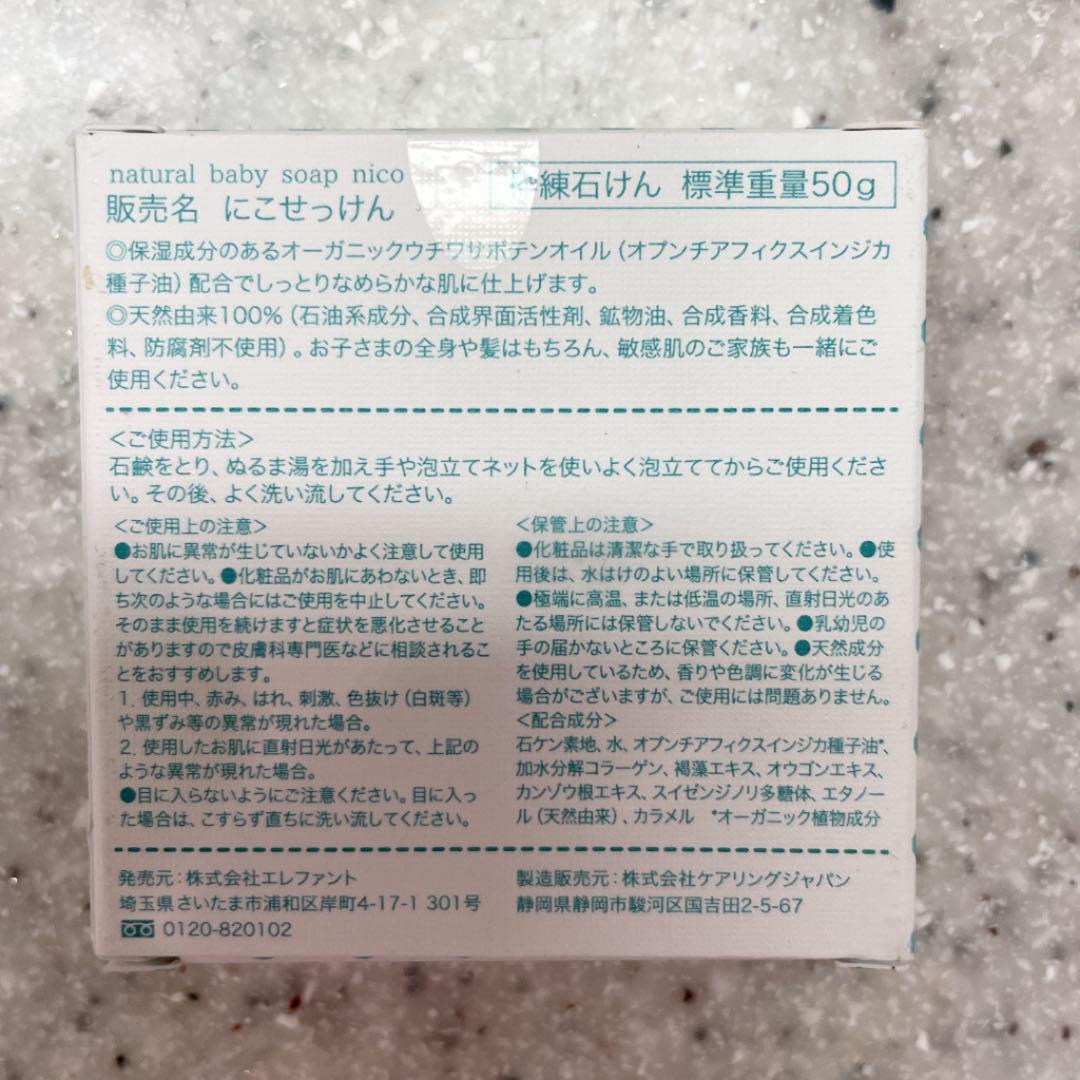 natural baby soap nico
販売名 にこせっけん
練石けん 標準重量50g
◎保湿成分のあるオーガニックウチワサボテンオイル（オプンチアフィクスインジカ
種子油）配合でしっとりなめらかな肌に仕上げます。
◎天然由来100%（石油系成分、合成界面活性剤、鉱物油、合成香料、合成着色
料、防腐剤不使用）。お子さまの全身や髪はもちろん、敏感肌のご家族も一緒にご
使用ください。
＜ご使用方法＞
石鹸をとり、ぬるま湯を加え手や泡立てネットを使いよく泡立ててからご使用くださ
い。その後、よく洗い流してください。
＜ご使用上の注意＞
●お肌に異常が生じていないかよく注意して使用
してください。●化粧品がお肌にあわないとき、即
ち次のような場合にはご使用を中止してください。
そのまま使用を続けますと症状を悪化させること
がありますので皮膚科専門医などに相談されるこ
とをおすすめします。
1. 使用中、赤み、はれ、刺激、色抜け（白斑等）
や黒ずみ等の異常が現れた場合。
2. 使用したお肌に直射日光があたって、上記の
ような異常が現れた場合。
●目に入らないようにご注意ください。目に入っ
た場合は、こすらず直ちに洗い流してください。
＜保管上の注意＞
●化粧品は清潔な手で取り扱ってください。●使
用後は、水はけのよい場所に保管してください。
●極端に高温、または低温の場所、直射日光のあ
たる場所には保管しないでください。●乳幼児の
手の届かないところに保管ください。●天然成分
を使用しているため、香りや色調に変化が生じる
場合がございますが、ご使用には問題ありません。
＜配合成分＞
石ケン素地、水、オプンチアフィクスインジカ種子油*、
加水分解コラーゲン、褐藻エキス、オウゴンエキス、
カンゾウ根エキス、スイゼンジノリ多糖体、エタノー
ル（天然由来）、カラメル *オーガニック植物成分
発売元：株式会社エレファント
埼玉県さいたま市浦和区岸町4-17-1 301号
0120-820102
製造販売元：株式会社ケアリングジャパン
静岡県静岡市駿河区国吉田2-5-67